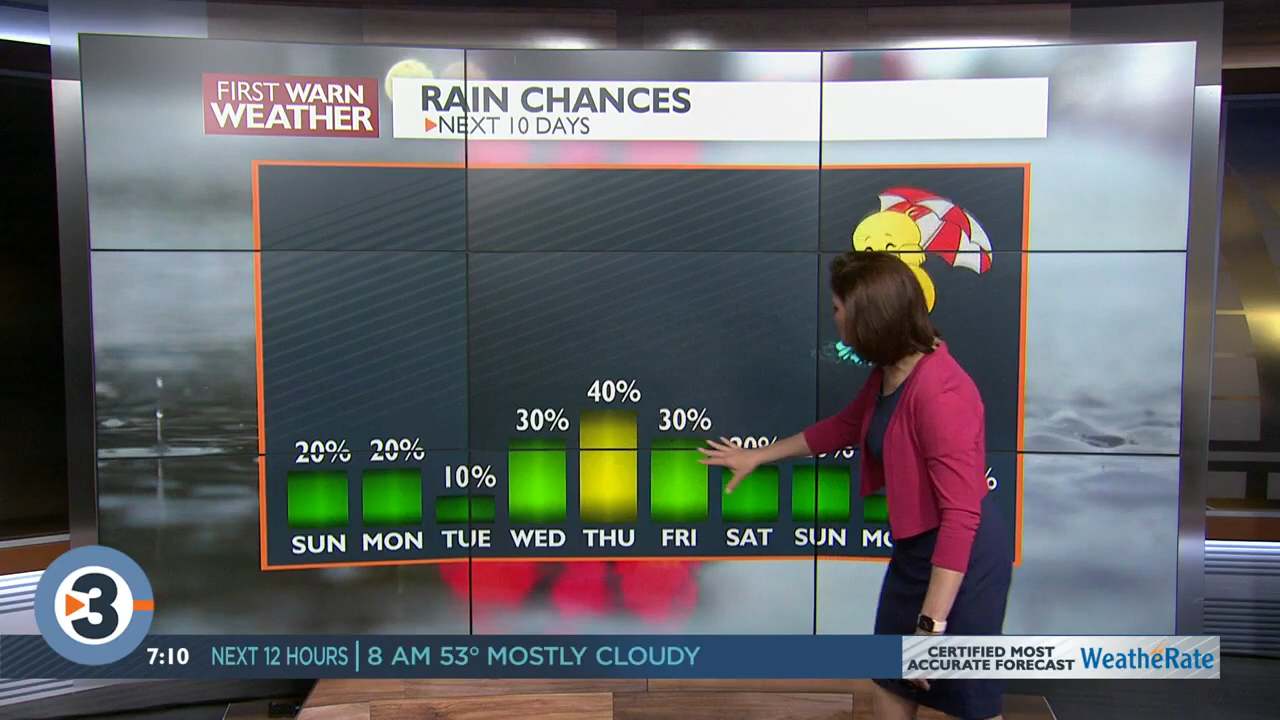 FIRST WARN
WEATHER
RAIN CHANCES
NEXT 10 DAYS
20% 20% 10% 30% 40% 30% 20%
SUN MON TUE WED THU FRI SAT SUN
3
7:10 NEXT 12 HOURS 8 AM 53° MOSTLY CLOUDY
CERTIFIED MOST
ACCURATE FORECAST WeatheRate